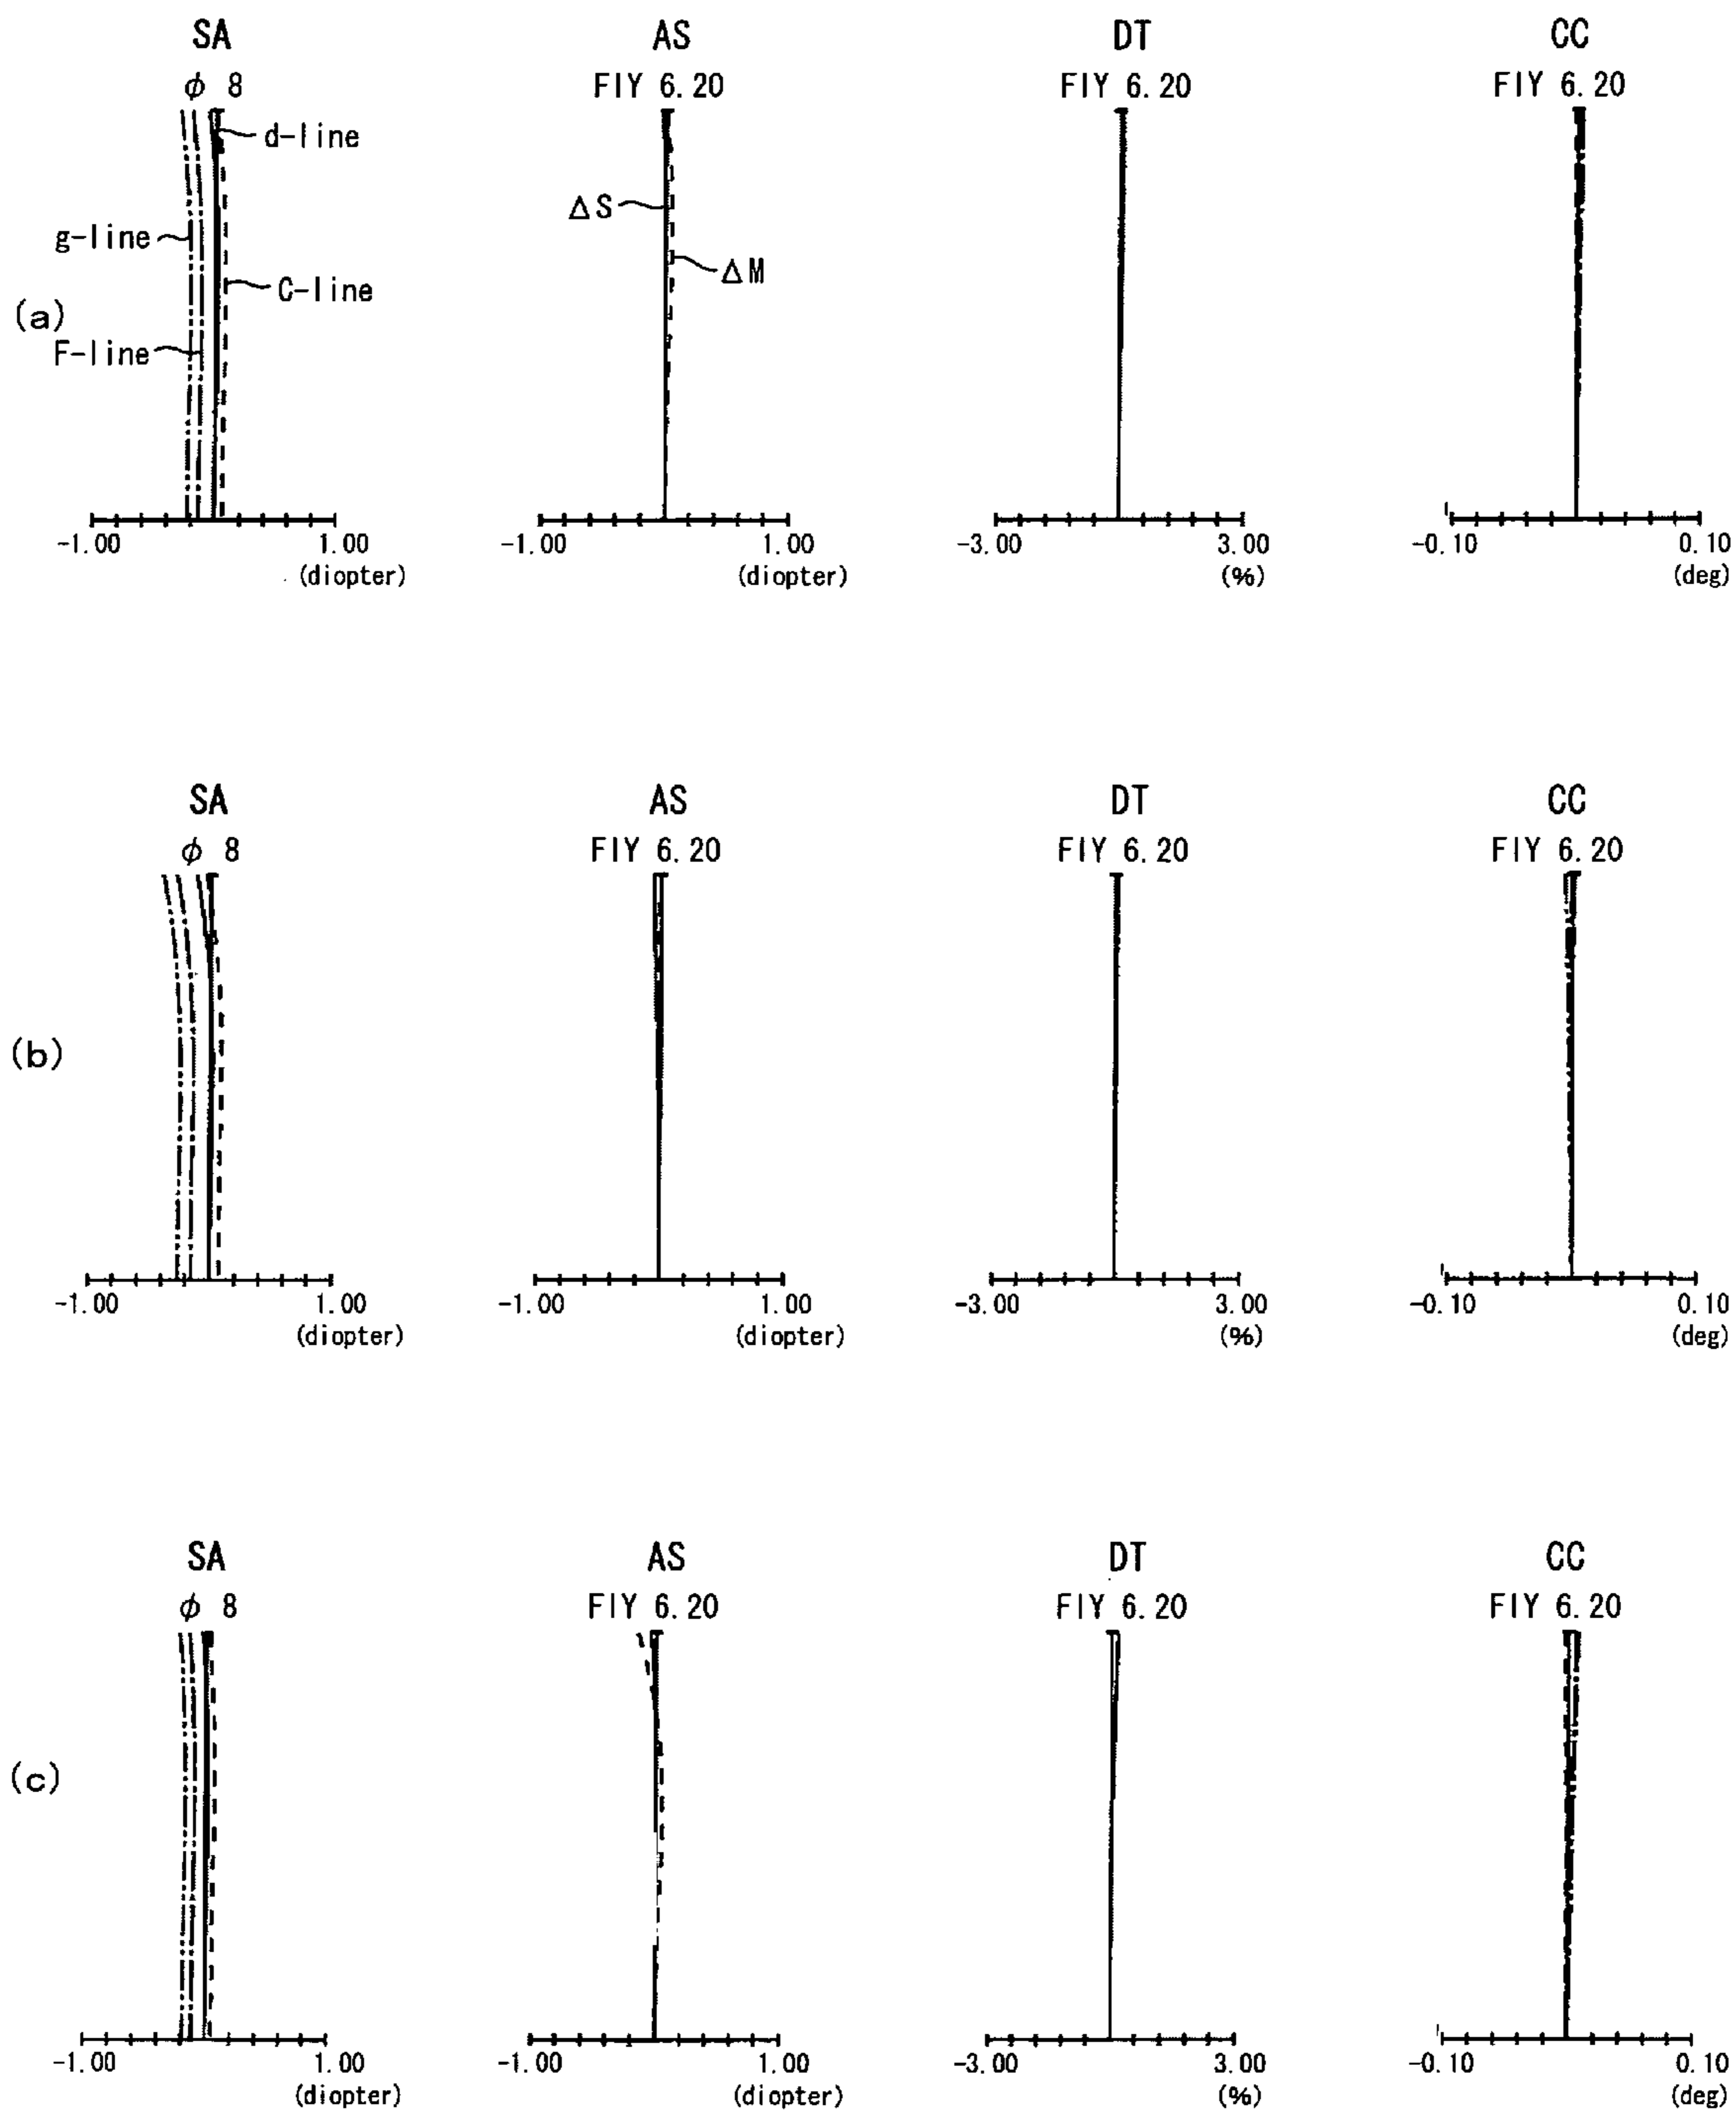 SA AS DT CC
φ 8 FIY 6.20 FIY 6.20 FIY 6.20
d-line
ΔS
g-line
ΔM
C-line
(a)
F-line
-1.00 1.00 -1.00 1.00 -3.00 3.00 -0.10 0.10
(diopter) (diopter) (%) (deg)
SA AS DT CC
φ 8 FIY 6.20 FIY 6.20 FIY 6.20
(b)
-1.00 1.00 -1.00 1.00 -3.00 3.00 -0.10 0.10
(diopter) (diopter) (%) (deg)
SA AS DT CC
φ 8 FIY 6.20 FIY 6.20 FIY 6.20
(c)
-1.00 1.00 -1.00 1.00 -3.00 3.00 -0.10 0.10
(diopter) (diopter) (%) (deg)